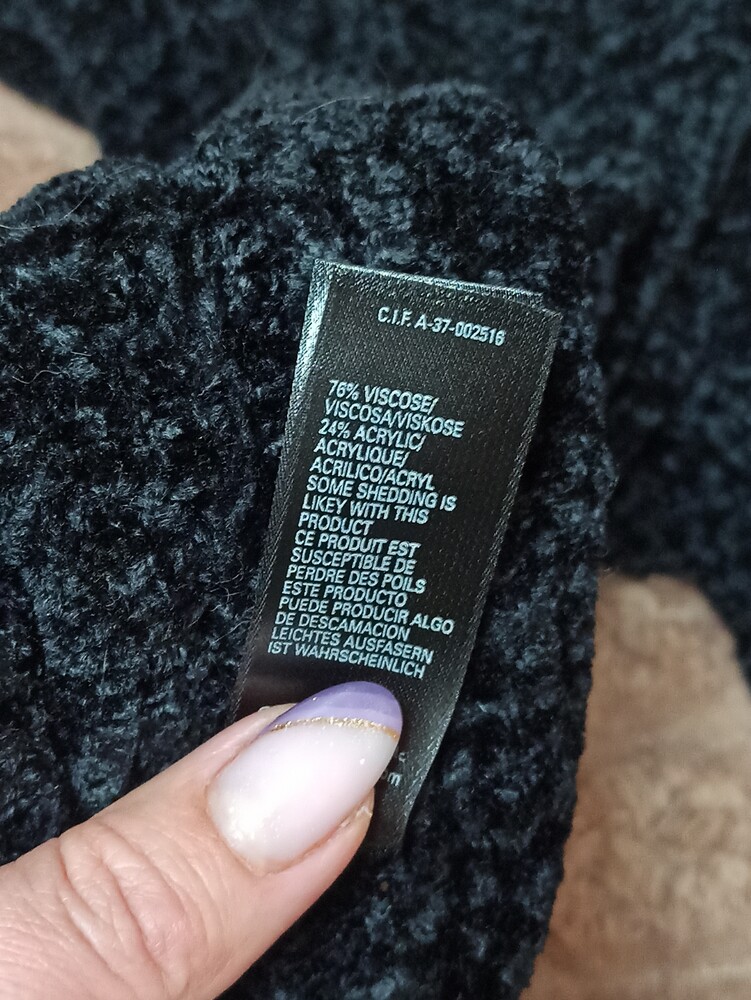 C.I.F. A-37-002516
76% VISCOSE/
VISCOSA/VISKOSE
24% ACRYLIC/
ACRYLIQUE/
ACRILICO/ACRYL
SOME SHEDDING IS
LIKEY WITH THIS
PRODUCT
CE PRODUIT EST
SUSCEPTIBLE DE
PERDRE DES POILS
ESTE PRODUCTO
PUEDE PRODUCIR ALGO
DE DESCAMACION
LEICHTES AUSFASERN
IST WAHRSCHEINLICH